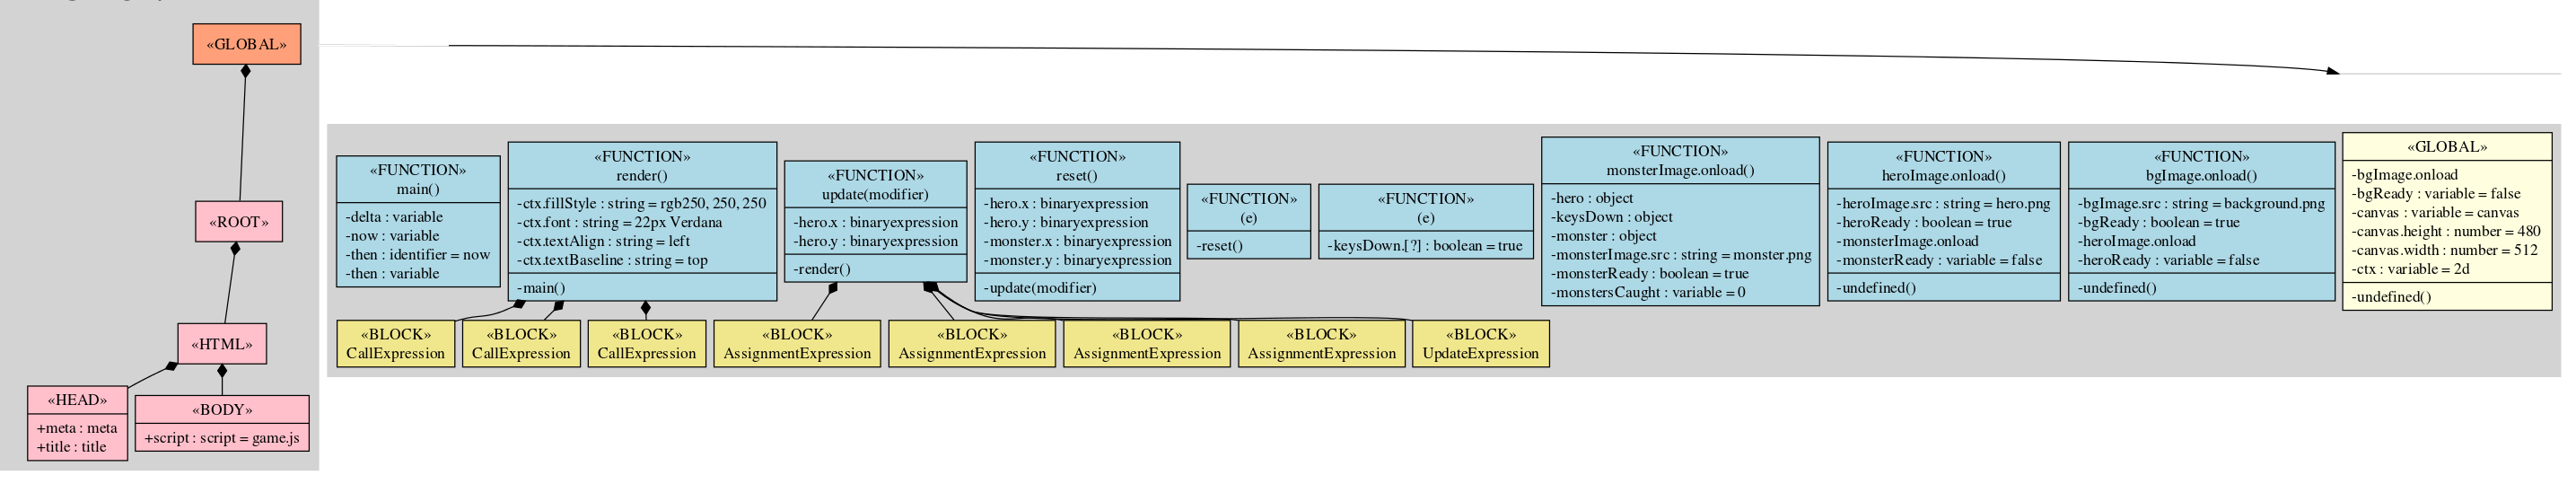 «GLOBAL»
«ROOT»
«HTML»
«HEAD»
+meta : meta
+title : title
«BODY»
+script : script = game.js
«FUNCTION»
main()
-delta : variable
-now : variable
-then : identifier = now
-then : variable
«FUNCTION»
render()
-ctx.fillStyle : string = rgb250, 250, 250
-ctx.font : string = 22px Verdana
-ctx.textAlign : string = left
-ctx.textBaseline : string = top
-main()
«FUNCTION»
update(modifier)
-hero.x : binaryexpression
-hero.y : binaryexpression
-render()
«FUNCTION»
reset()
-hero.x : binaryexpression
-hero.y : binaryexpression
-monster.x : binaryexpression
-monster.y : binaryexpression
-update(modifier)
«FUNCTION»
(e)
-reset()
«FUNCTION»
(e)
-keysDown.[?] : boolean = true
«FUNCTION»
monsterImage.onload()
-hero : object
-keysDown : object
-monster : object
-monsterImage.src : string = monster.png
-monsterReady : boolean = true
-monstersCaught : variable = 0
«FUNCTION»
heroImage.onload()
-heroImage.src : string = hero.png
-heroReady : boolean = true
-monsterImage.onload
-monsterReady : variable = false
-undefined()
«FUNCTION»
bgImage.onload()
-bgImage.src : string = background.png
-bgReady : boolean = true
-heroImage.onload
-heroReady : variable = false
-undefined()
«GLOBAL»
-bgImage.onload
-bgReady : variable = false
-canvas : variable = canvas
-canvas.height : number = 480
-canvas.width : number = 512
-ctx : variable = 2d
-undefined()
«BLOCK»
CallExpression
«BLOCK»
CallExpression
«BLOCK»
CallExpression
«BLOCK»
AssignmentExpression
«BLOCK»
AssignmentExpression
«BLOCK»
AssignmentExpression
«BLOCK»
AssignmentExpression
«BLOCK»
UpdateExpression